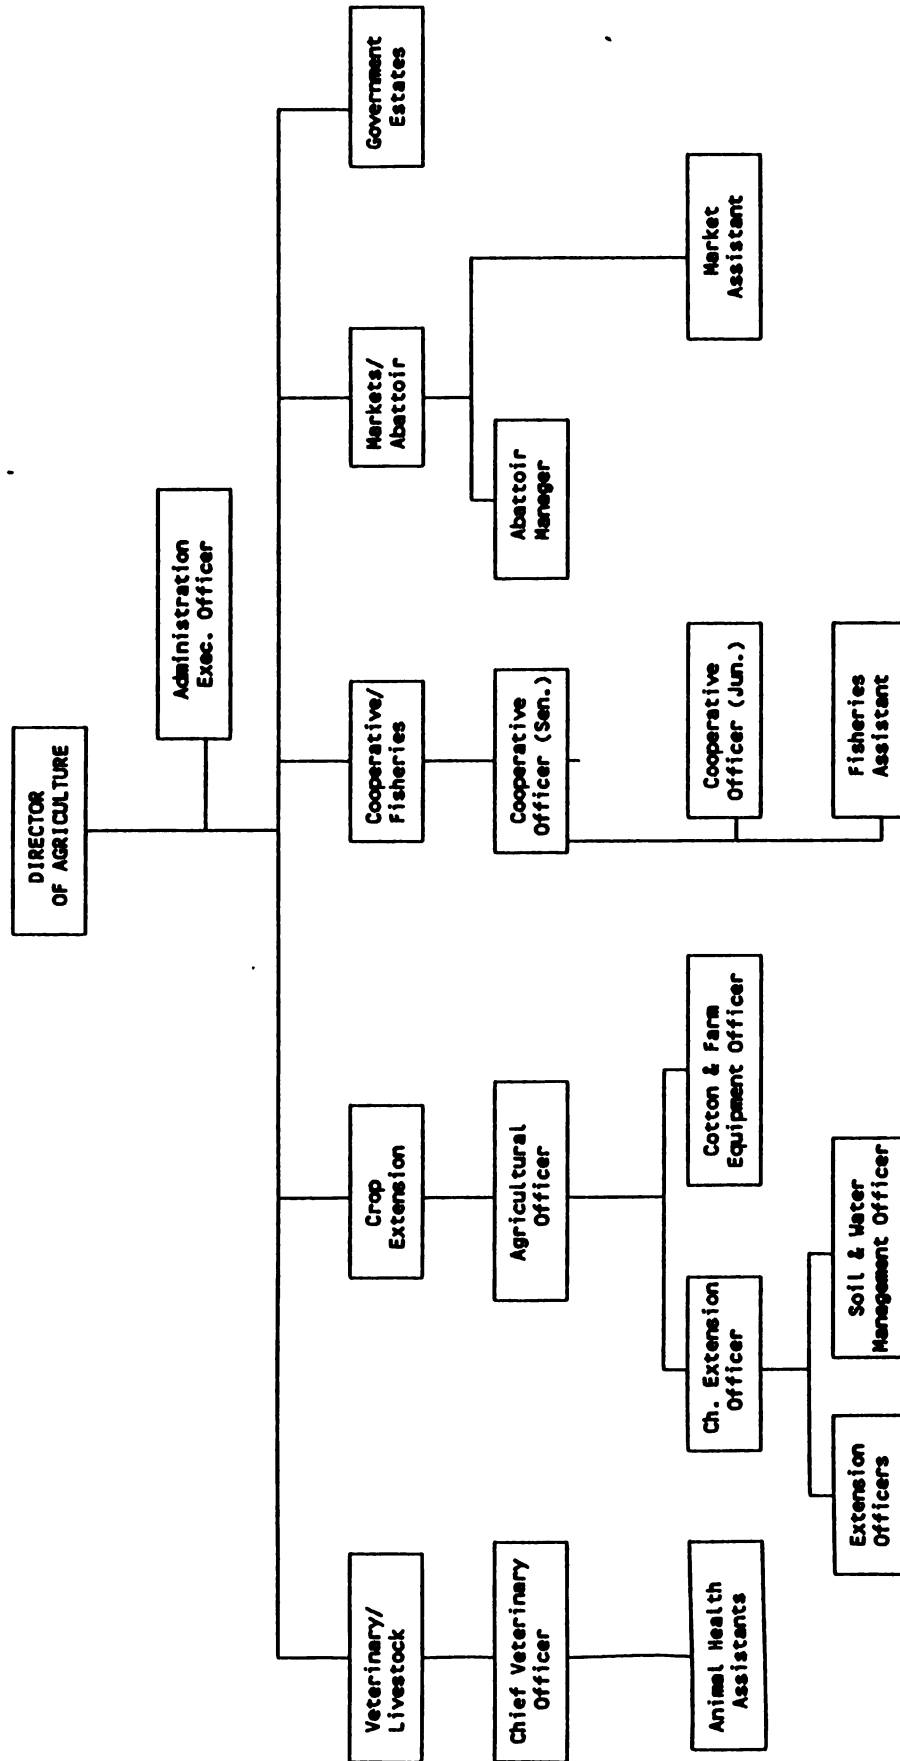 DIRECTOR
OF AGRICULTURE
Administration
Exec. Officer
Veterinary/
Livestock
Crop
Extension
Cooperative/
Fisheries
Markets/
Abattoir
Government
Estates
Chief Veterinary
Officer
Agricultural
Officer
Cooperative
Officer (Sen.)
Abattoir
Manager
Animal Health
Assistants
Ch. Extension
Officer
Cotton & Farm
Equipment Officer
Cooperative
Officer (Jun.)
Market
Assistant
Extension
Officers
Soil & Water
Management Officer
Fisheries
Assistant